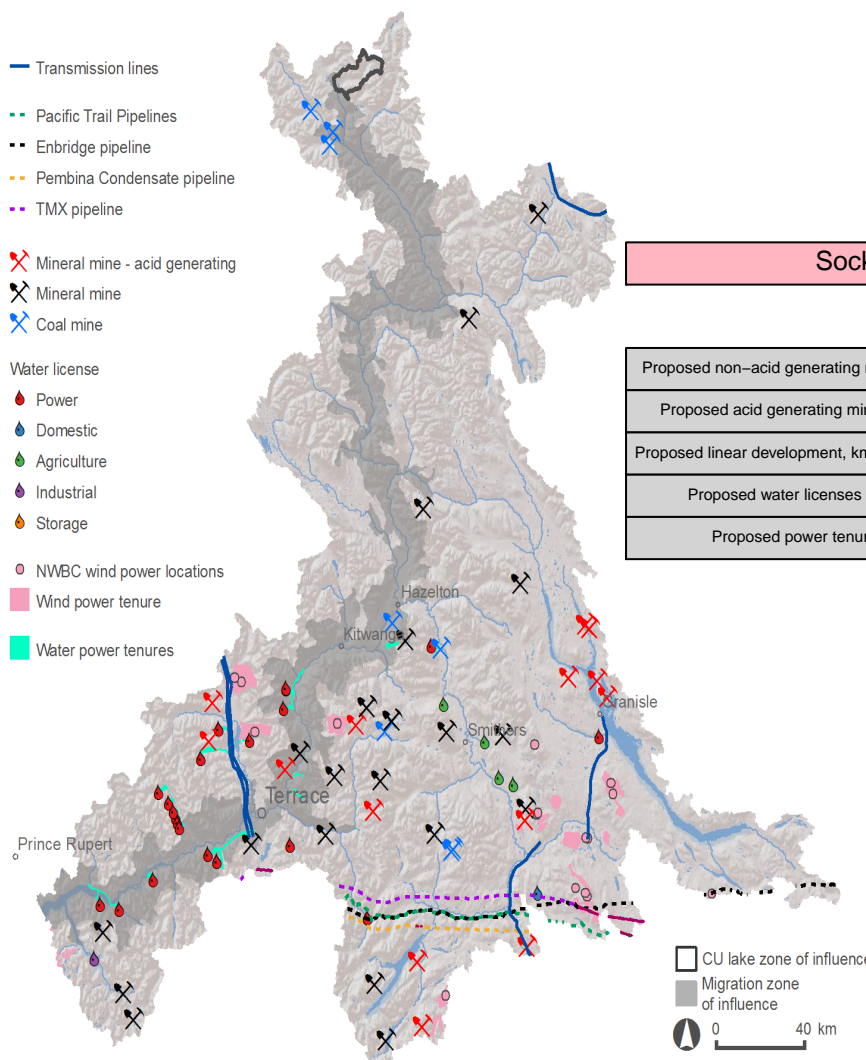 Transmission lines
Pacific Trail Pipelines
Enbridge pipeline
Pembina Condensate pipeline
TMX pipeline
Mineral mine - acid generating
Mineral mine
Coal mine
Water license
Power
Domestic
Agriculture
Industrial
Storage
NWBC wind power locations
Wind power tenure
Water power tenures
Sock
Proposed non−acid generating
Proposed acid generating min
Proposed linear development, km
Proposed water licenses
Proposed power tenur
Hazelton
Kitwanga
Granisle
Smithers
Terrace
Prince Rupert
CU lake zone of influence
Migration zone
of influence
0 40 km